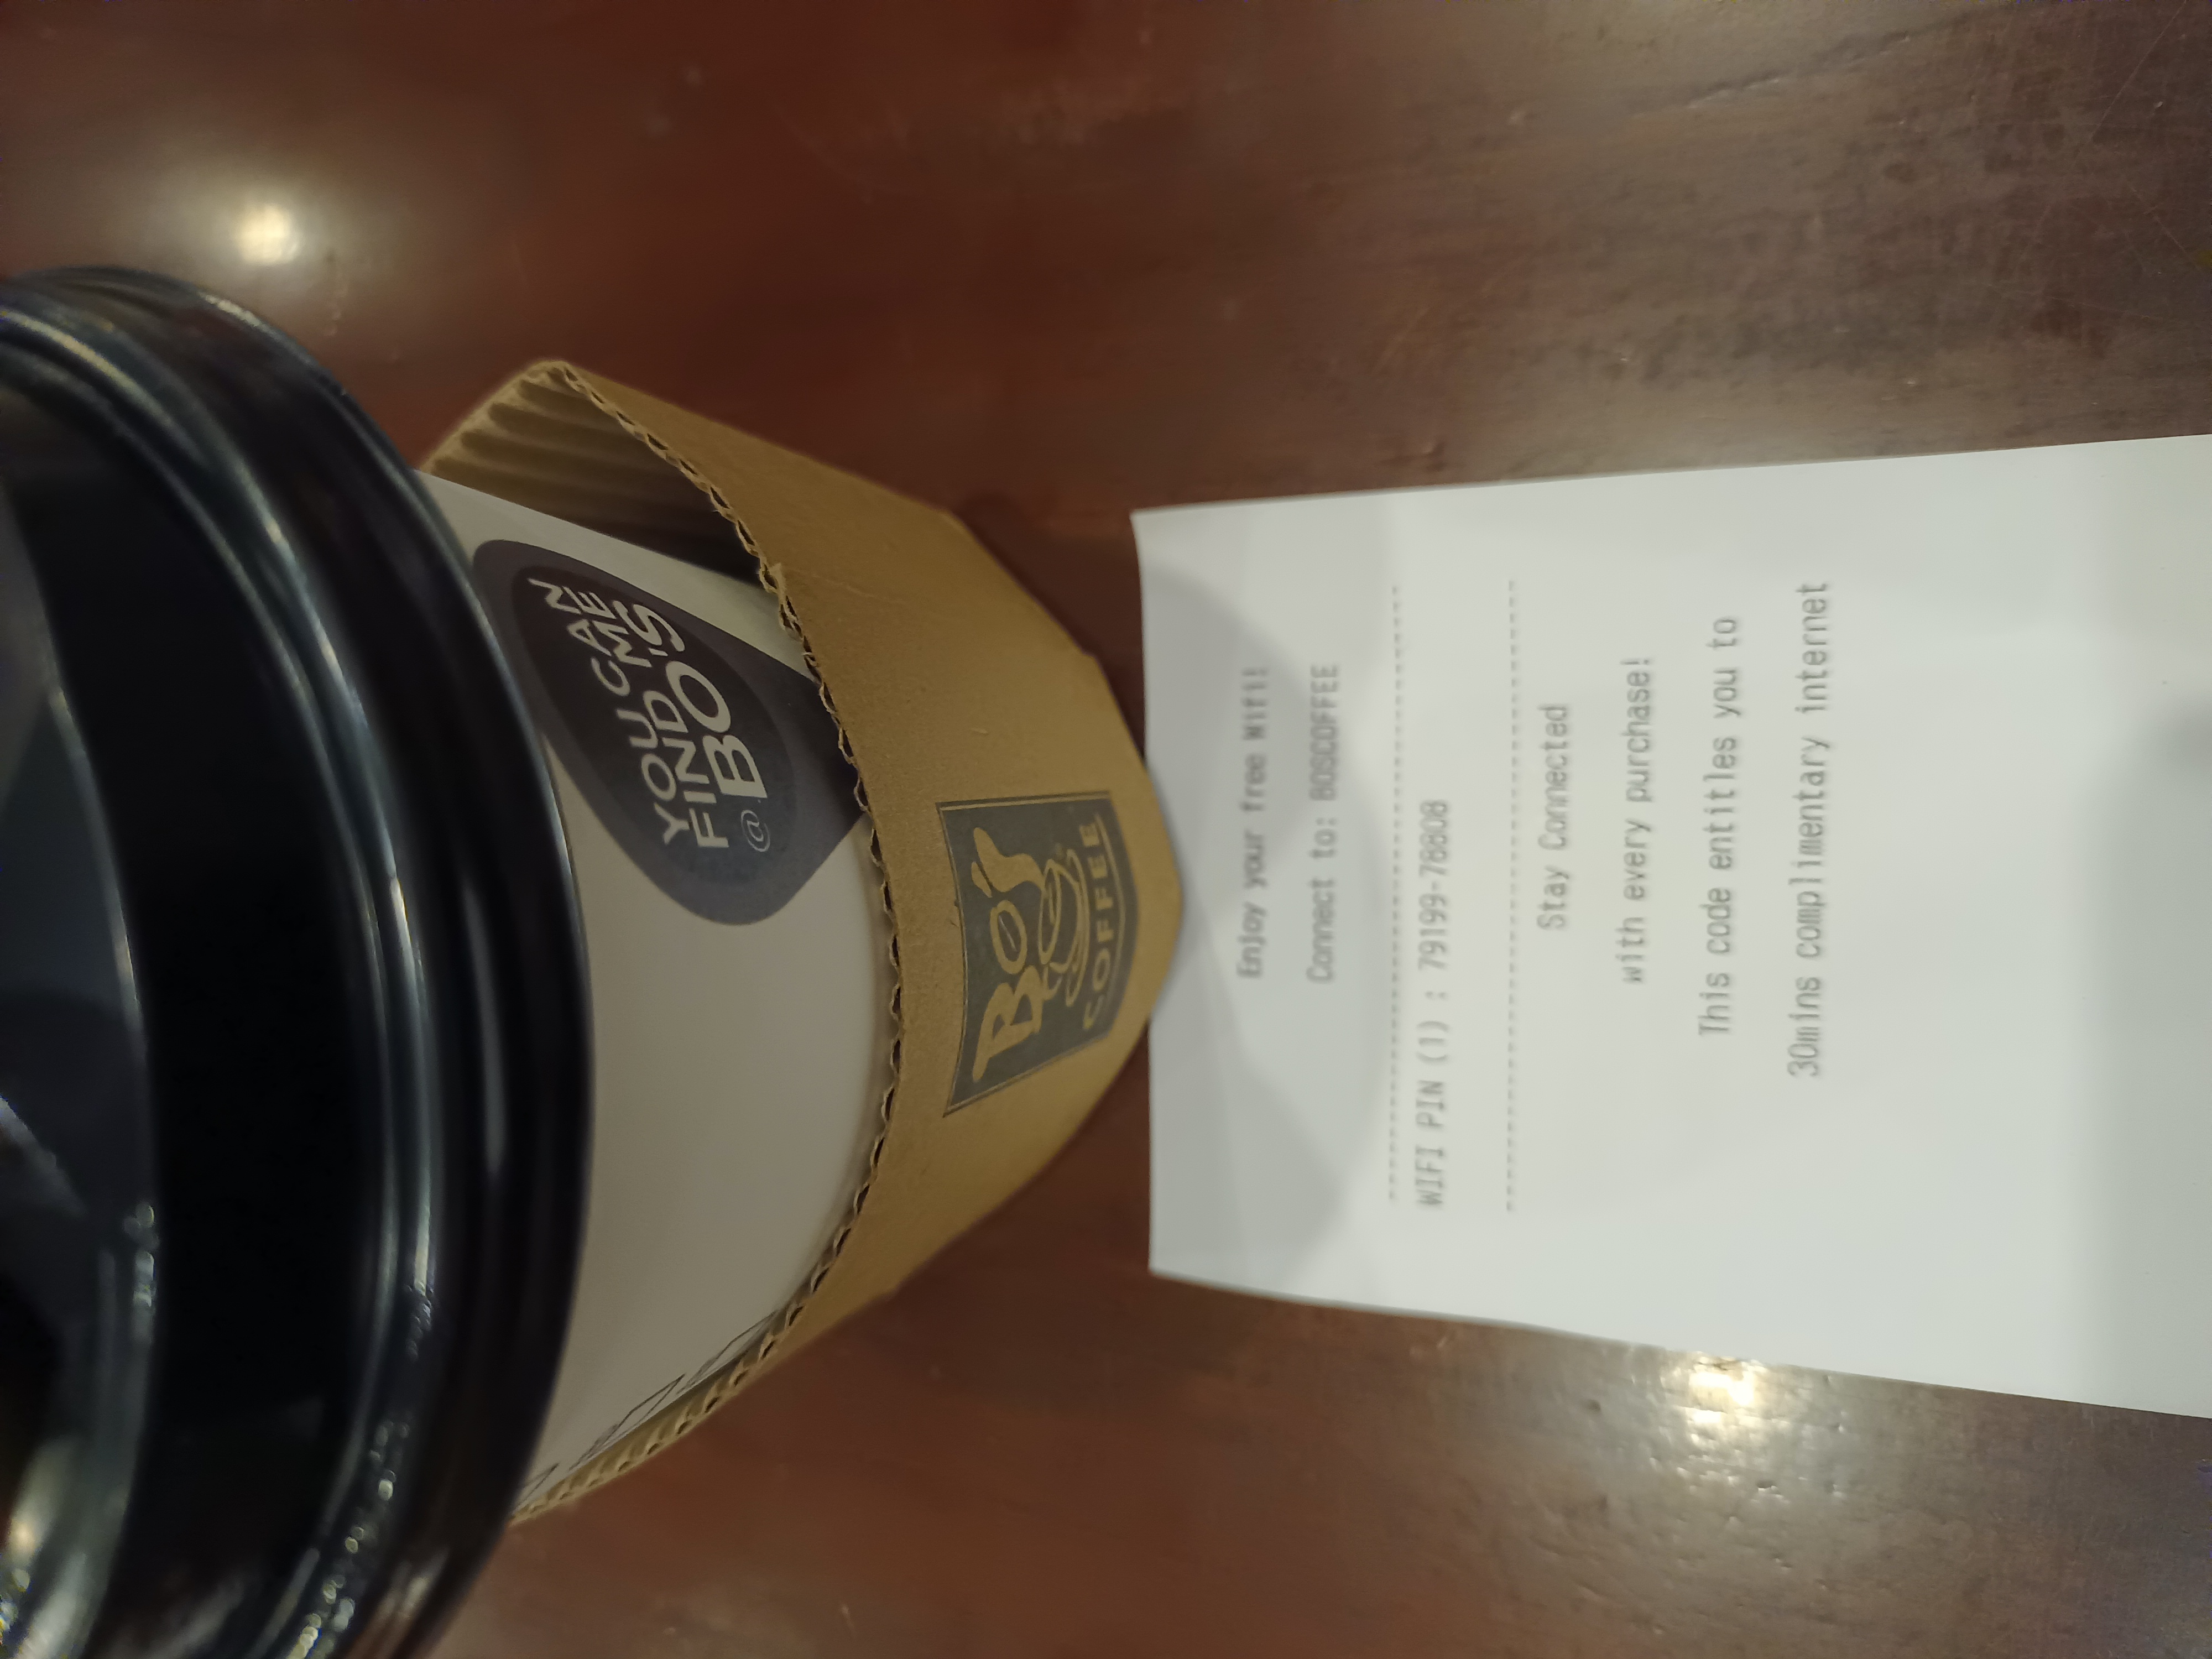 YOU CAN
FIND ME
@ BO'S
Bo's
COFFEE
Enjoy your free Wifi!
Connect to: BOSCOFFEE
WIFI PIN (1) : 79199-78808
Stay Connected
with every purchase!
This code entitles you to
30mins complimentary internet